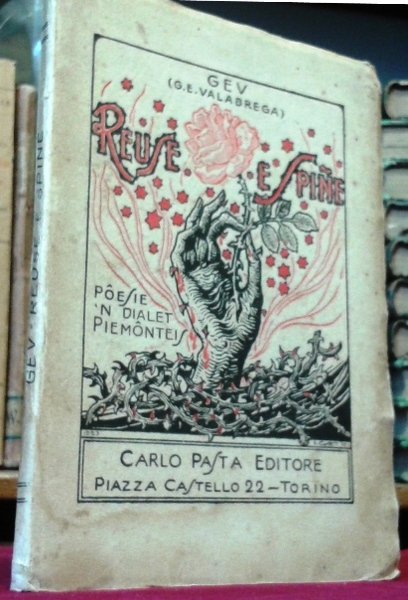 GEV
(G.E. VALABREGA)
REUSE
E SPIÑE
PÔESIE
'N DIALET
PIEMÔNTEIS
CARLO PASTA EDITORE
PIAZZA CASTELLO 22 – TORINO
GEV - REUSE E SPIÑE